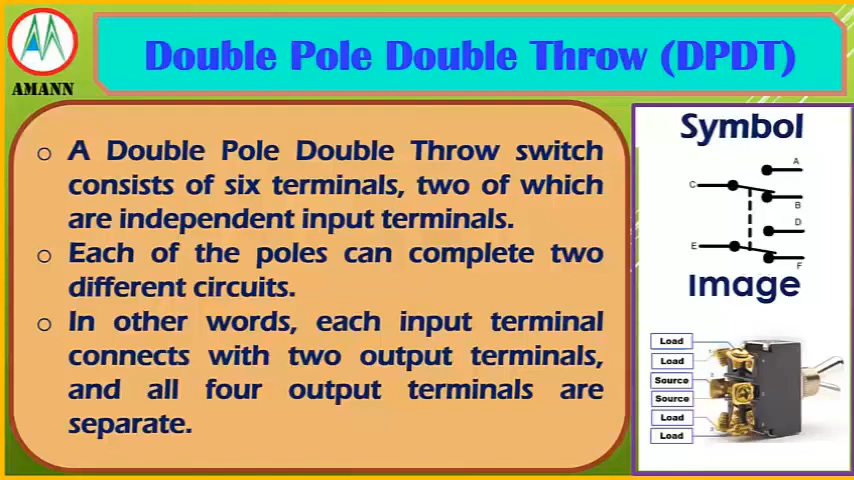 AMANN
Double Pole Double Throw (DPDT)
o A Double Pole Double Throw switch
consists of six terminals, two of which
are independent input terminals.
o Each of the poles can complete two
different circuits.
o In other words, each input terminal
connects with two output terminals,
and all four output terminals are
separate.
Symbol
A
C
B
D
E
F
Image
Load
Load
Source
Source
Load
Load